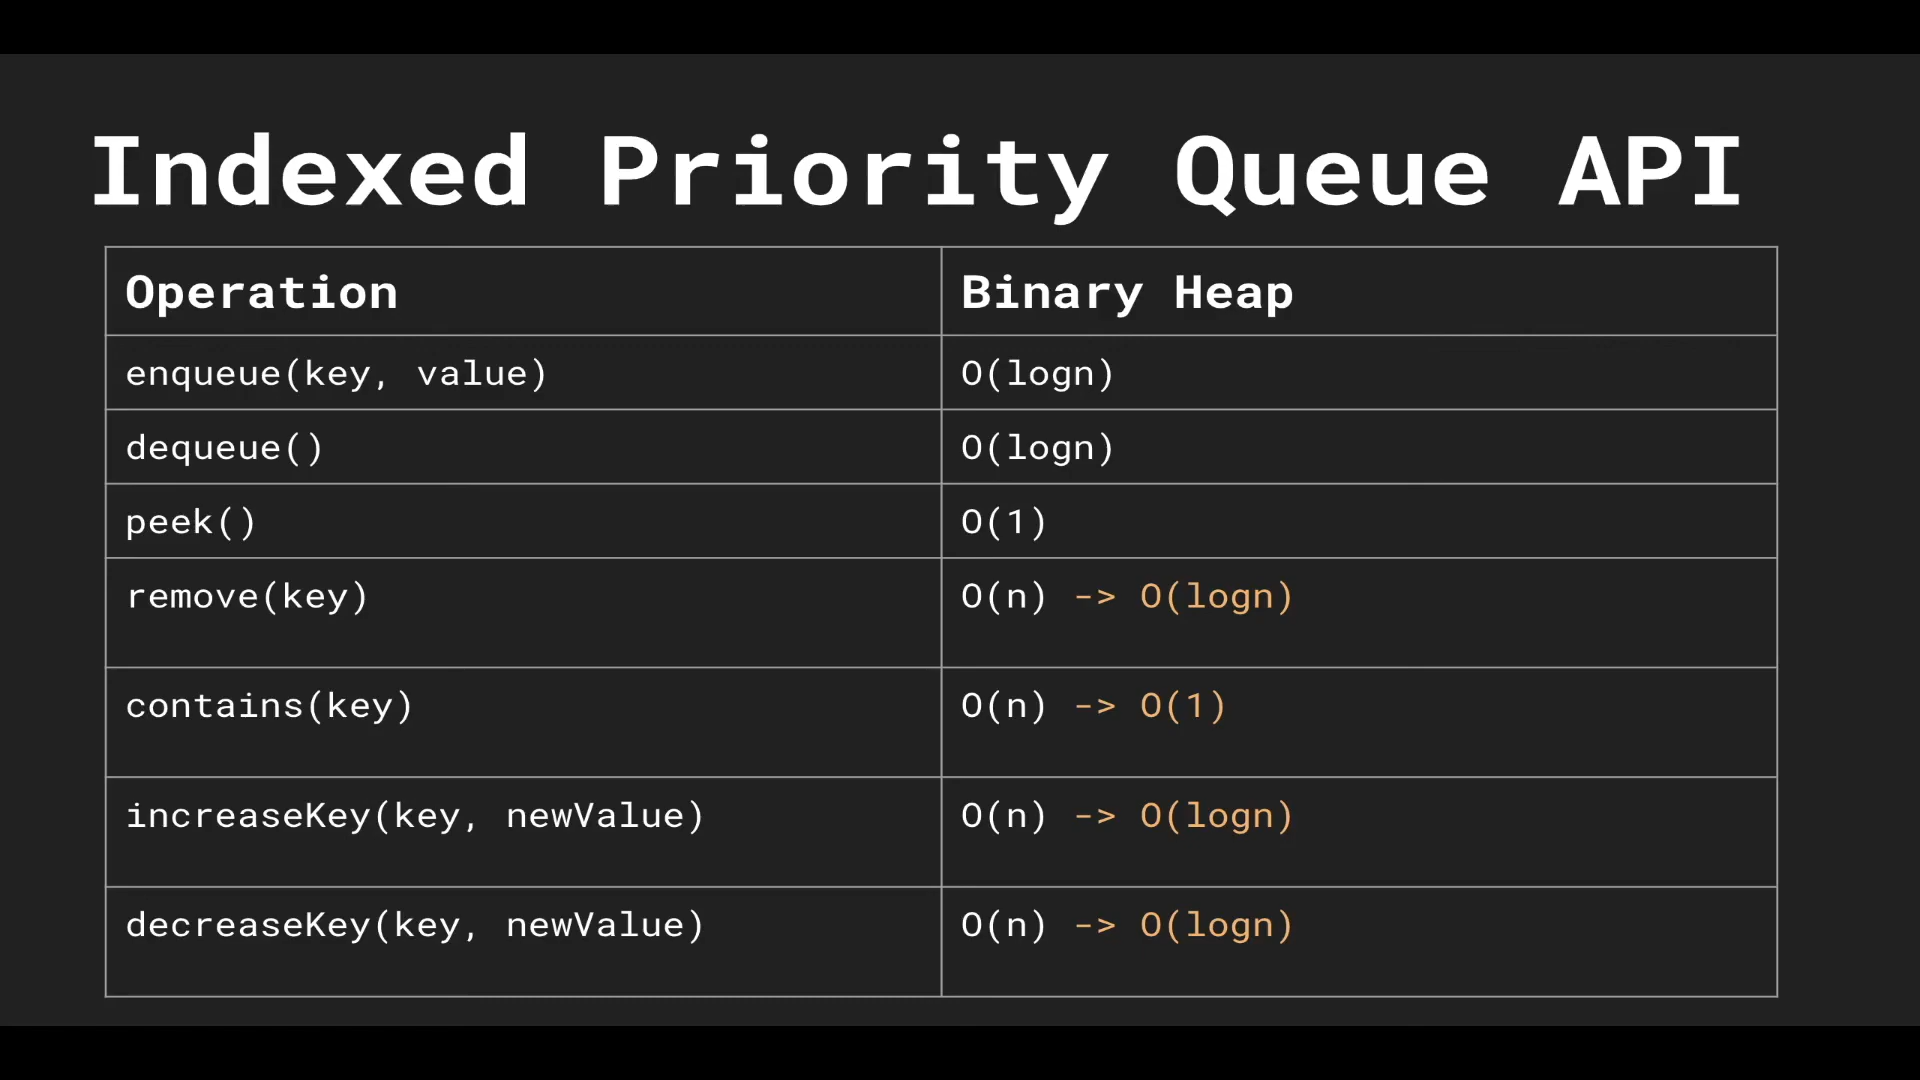 Indexed Priority Queue API
Operation Binary Heap
enqueue(key, value) O(logn)
dequeue() O(logn)
peek() O(1)
remove(key) O(n) -> O(logn)
contains(key) O(n) -> O(1)
increaseKey(key, newValue) O(n) -> O(logn)
decreaseKey(key, newValue) O(n) -> O(logn)